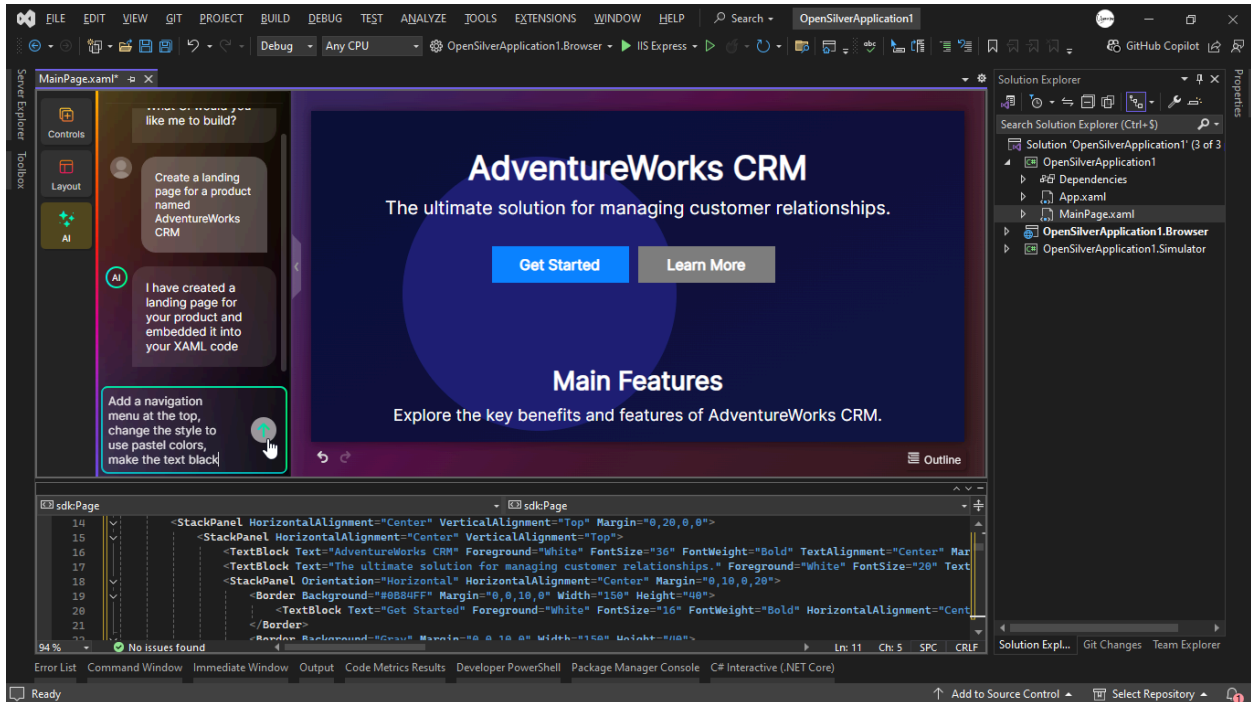 FILE EDIT VIEW GIT PROJECT BUILD DEBUG TEST ANALYZE TOOLS EXTENSIONS WINDOW HELP Search OpenSilverApplication1
Debug Any CPU OpenSilverApplication1.Browser IIS Express GitHub Copilot
Server Explorer
Toolbox
MainPage.xaml*
Controls
Layout
AI
like me to build?
Create a landing
page for a product
named
AdventureWorks
CRM
AI
I have created a
landing page for
your product and
embedded it into
your XAML code
Add a navigation
menu at the top,
change the style to
use pastel colors,
make the text black
AdventureWorks CRM
The ultimate solution for managing customer relationships.
Get Started Learn More
Main Features
Explore the key benefits and features of AdventureWorks CRM.
Outline
Solution Explorer
Search Solution Explorer (Ctrl+$)
Solution 'OpenSilverApplication1' (3 of 3
OpenSilverApplication1
Dependencies
App.xaml
MainPage.xaml
OpenSilverApplication1.Browser
OpenSilverApplication1.Simulator
Properties
sdk:Page sdk:Page
14 <StackPanel HorizontalAlignment="Center" VerticalAlignment="Top" Margin="0,20,0,0">
15 <StackPanel HorizontalAlignment="Center" VerticalAlignment="Top">
16 <TextBlock Text="AdventureWorks CRM" Foreground="White" FontSize="36" FontWeight="Bold" TextAlignment="Center" Mar
17 <TextBlock Text="The ultimate solution for managing customer relationships." Foreground="White" FontSize="20" Text
18 <StackPanel Orientation="Horizontal" HorizontalAlignment="Center" Margin="0,10,0,20">
19 <Border Background="#0B84FF" Margin="0,0,10,0" Width="150" Height="40">
20 <TextBlock Text="Get Started" Foreground="White" FontSize="16" FontWeight="Bold" HorizontalAlignment="Cent
21 </Border>
94 % No issues found Ln: 11 Ch: 5 SPC CRLF
Solution Expl... Git Changes Team Explorer
Error List Command Window Immediate Window Output Code Metrics Results Developer PowerShell Package Manager Console C# Interactive (.NET Core)
Ready Add to Source Control Select Repository 1